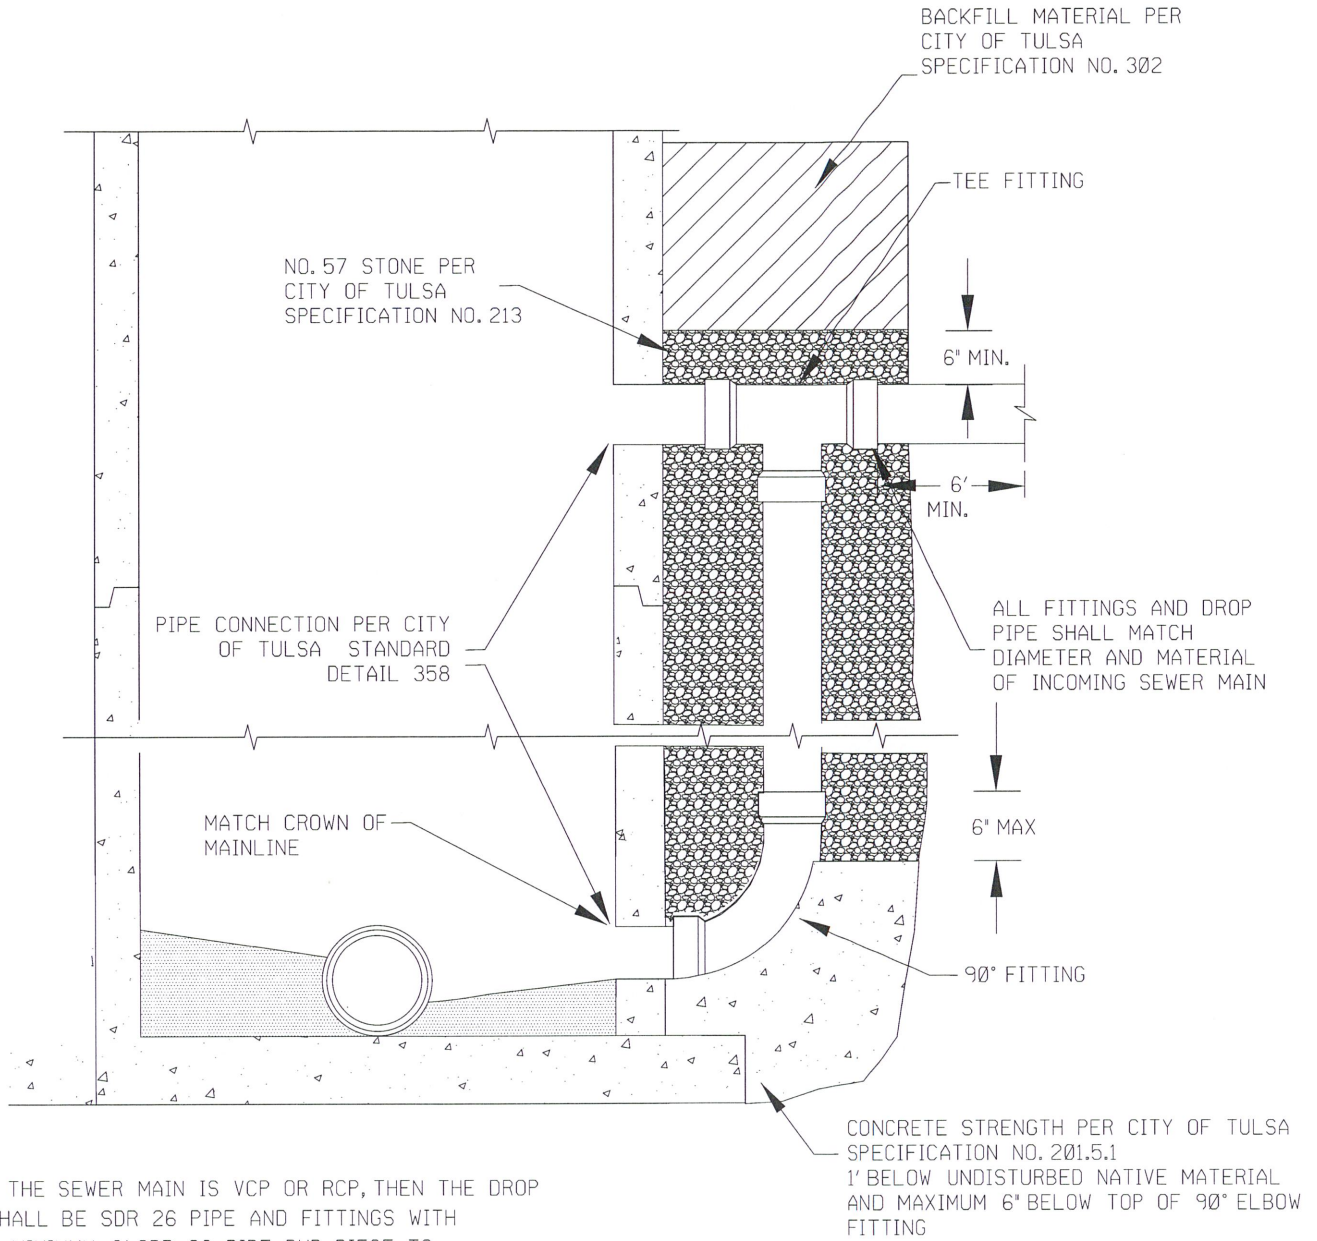 BACKFILL MATERIAL PER
CITY OF TULSA
SPECIFICATION NO. 302
TEE FITTING
NO. 57 STONE PER
CITY OF TULSA
SPECIFICATION NO. 213
6" MIN.
6'
MIN.
PIPE CONNECTION PER CITY
OF TULSA STANDARD
DETAIL 358
ALL FITTINGS AND DROP
PIPE SHALL MATCH
DIAMETER AND MATERIAL
OF INCOMING SEWER MAIN
MATCH CROWN OF
MAINLINE
6" MAX
90° FITTING
CONCRETE STRENGTH PER CITY OF TULSA
SPECIFICATION NO. 201.5.1
1' BELOW UNDISTURBED NATIVE MATERIAL
AND MAXIMUM 6" BELOW TOP OF 90° ELBOW
FITTING
THE SEWER MAIN IS VCP OR RCP, THEN THE DROP
HALL BE SDR 26 PIPE AND FITTINGS WITH